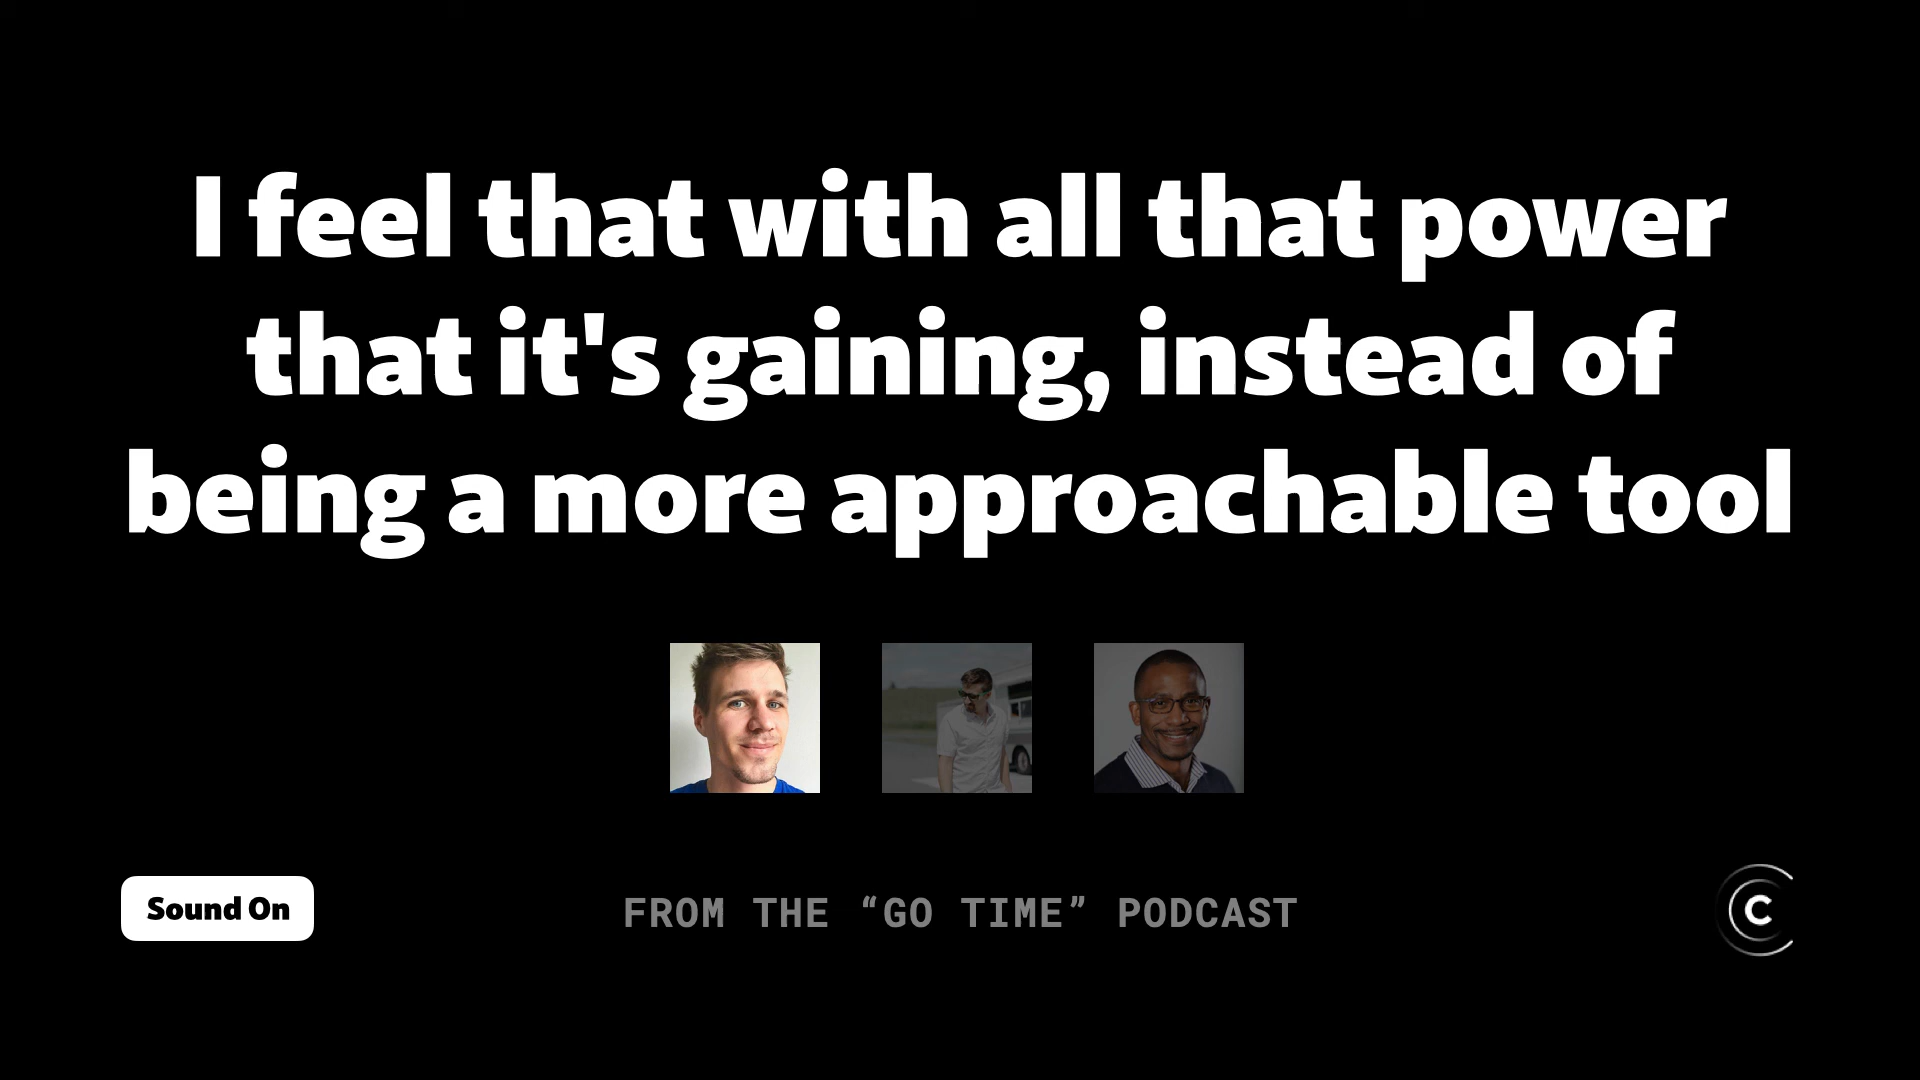 I feel that with all that power
that it's gaining, instead of
being a more approachable tool
Sound On
FROM THE “GO TIME” PODCAST
C